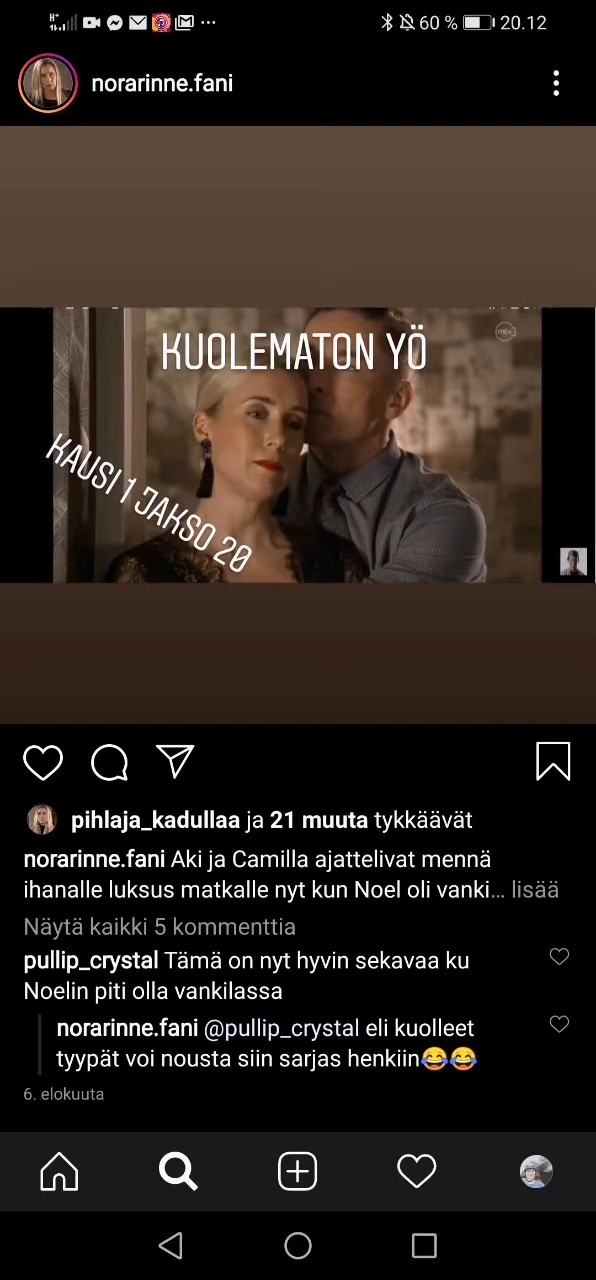 H+
60 %
20.12
norarinne.fani
mtv3
KUOLEMATON YÖ
KAUSI 1 JAKSO 20
pihlaja_kadullaa ja 21 muuta tykkäävät
norarinne.fani Aki ja Camilla ajattelivat mennä
ihanalle luksus matkalle nyt kun Noel oli vanki... lisää
Näytä kaikki 5 kommenttia
pullip_crystal Tämä on nyt hyvin sekavaa ku
Noelin piti olla vankilassa
norarinne.fani @pullip_crystal eli kuolleet
tyypät voi nousta siin sarjas henkiin😂😂
6. elokuuta